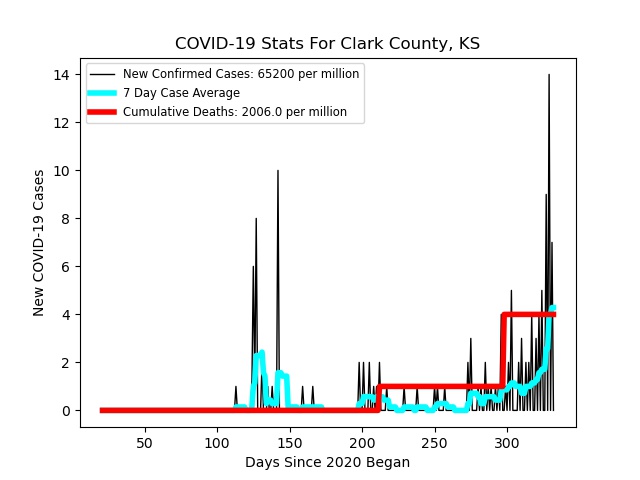 COVID-19 Stats For Clark County, KS
New Confirmed Cases: 65200 per million
7 Day Case Average
Cumulative Deaths: 2006.0 per million
New COVID-19 Cases
14
12
10
8
6
4
2
0
50 100 150 200 250 300
Days Since 2020 Began